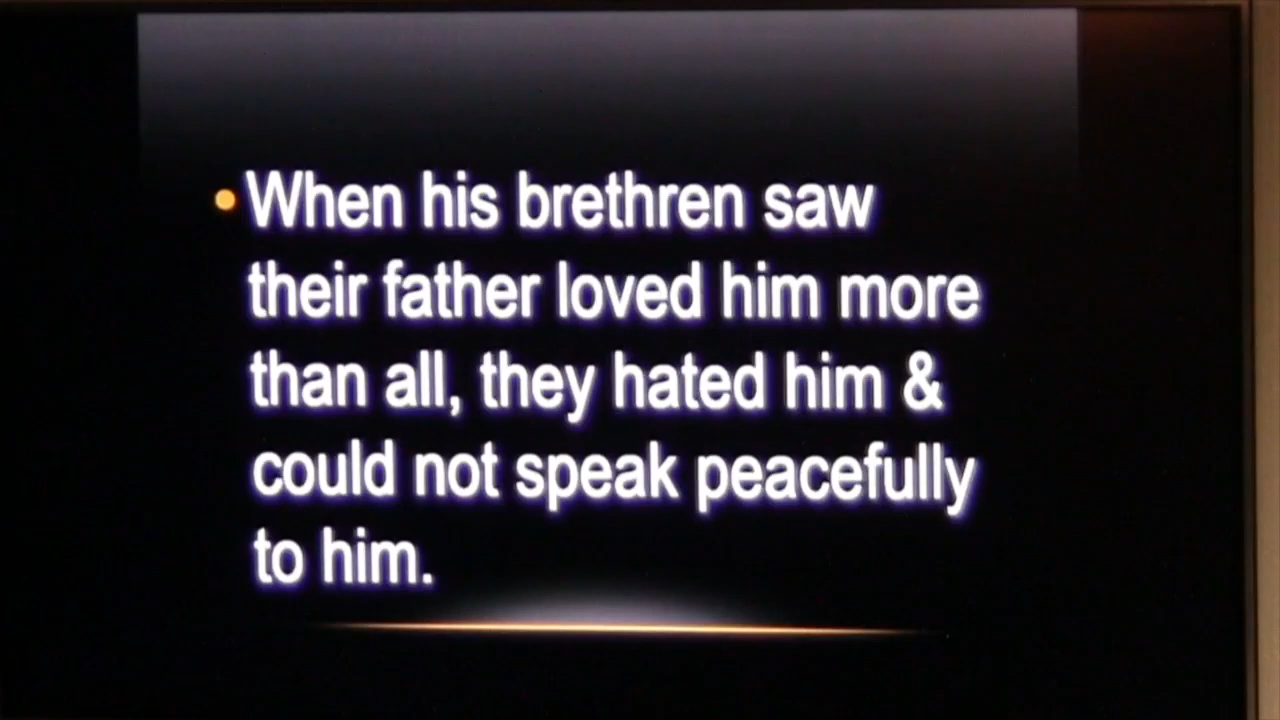 • When his brethren saw
their father loved him more
than all, they hated him &
could not speak peacefully
to him.